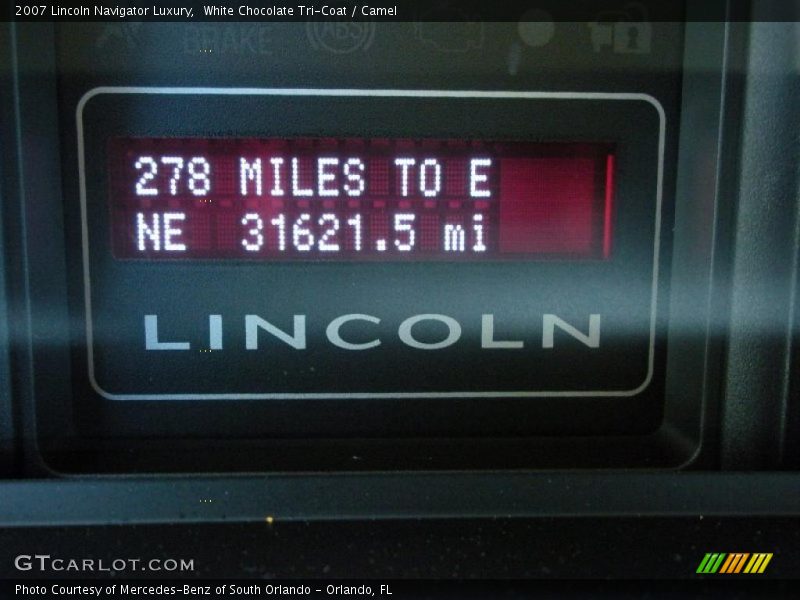 2007 Lincoln Navigator Luxury,  White Chocolate Tri-Coat / Camel
BRAKE (ABS)
278 MILES TO E
NE 31621.5 mi
LINCOLN
GTCARLOT.COM
Photo Courtesy of Mercedes-Benz of South Orlando - Orlando, FL